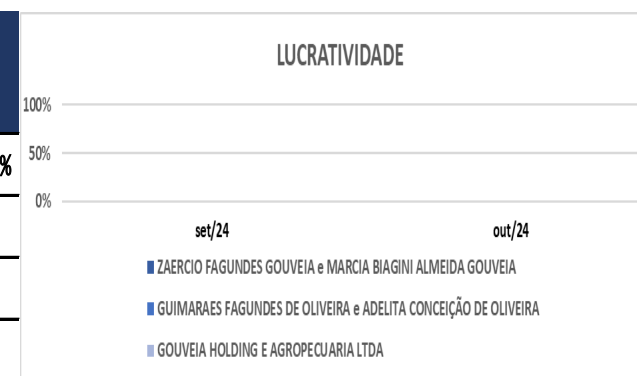 LUCRATIVIDADE
100%
50%
%
0%
set/24 out/24
ZAERCIO FAGUNDES GOUVEIA e MARCIA BIAGINI ALMEIDA GOUVEIA
GUIMARAES FAGUNDES DE OLIVEIRA e ADELITA CONCEIÇÃO DE OLIVEIRA
GOUVEIA HOLDING E AGROPECUARIA LTDA